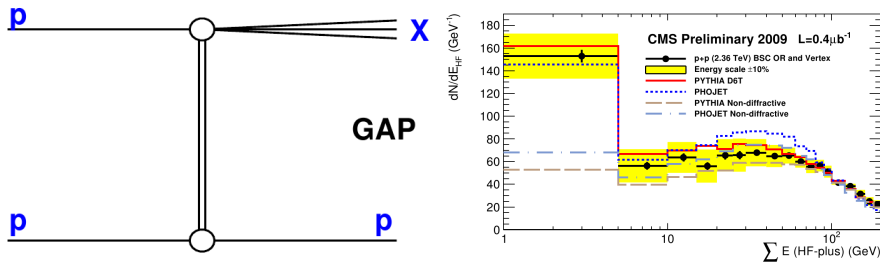 p
X
GAP
p
p
dN/dE_HF (GeV⁻¹)
180
160
140
120
100
80
60
40
20
0
CMS Preliminary 2009 L=0.4μb⁻¹
p+p (2.36 TeV) BSC OR and Vertex
Energy scale ±10%
PYTHIA D6T
PHOJET
PYTHIA Non-diffractive
PHOJET Non-diffractive
1
10
10²
∑ E (HF-plus) (GeV)